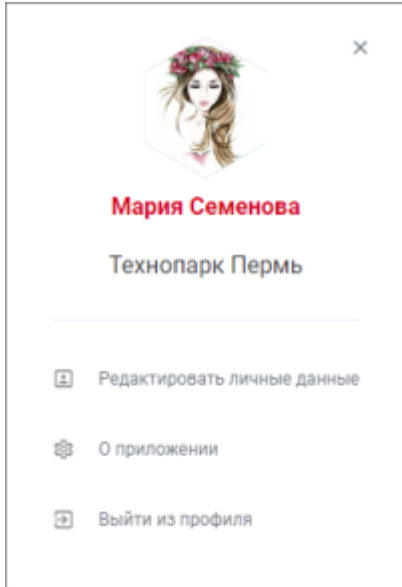 Мария Семенова
Технопарк Пермь
Редактировать личные данные
О приложении
Выйти из профиля